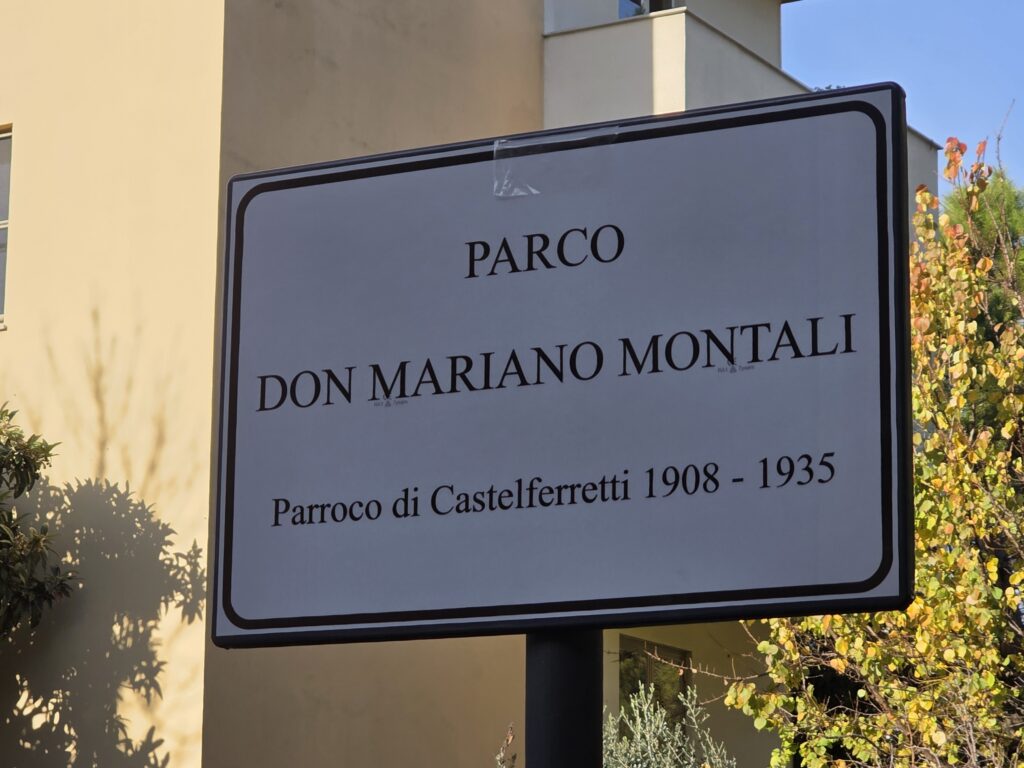 PARCO
DON MARIANO MONTALI
Parroco di Castelferretti 1908 - 1935